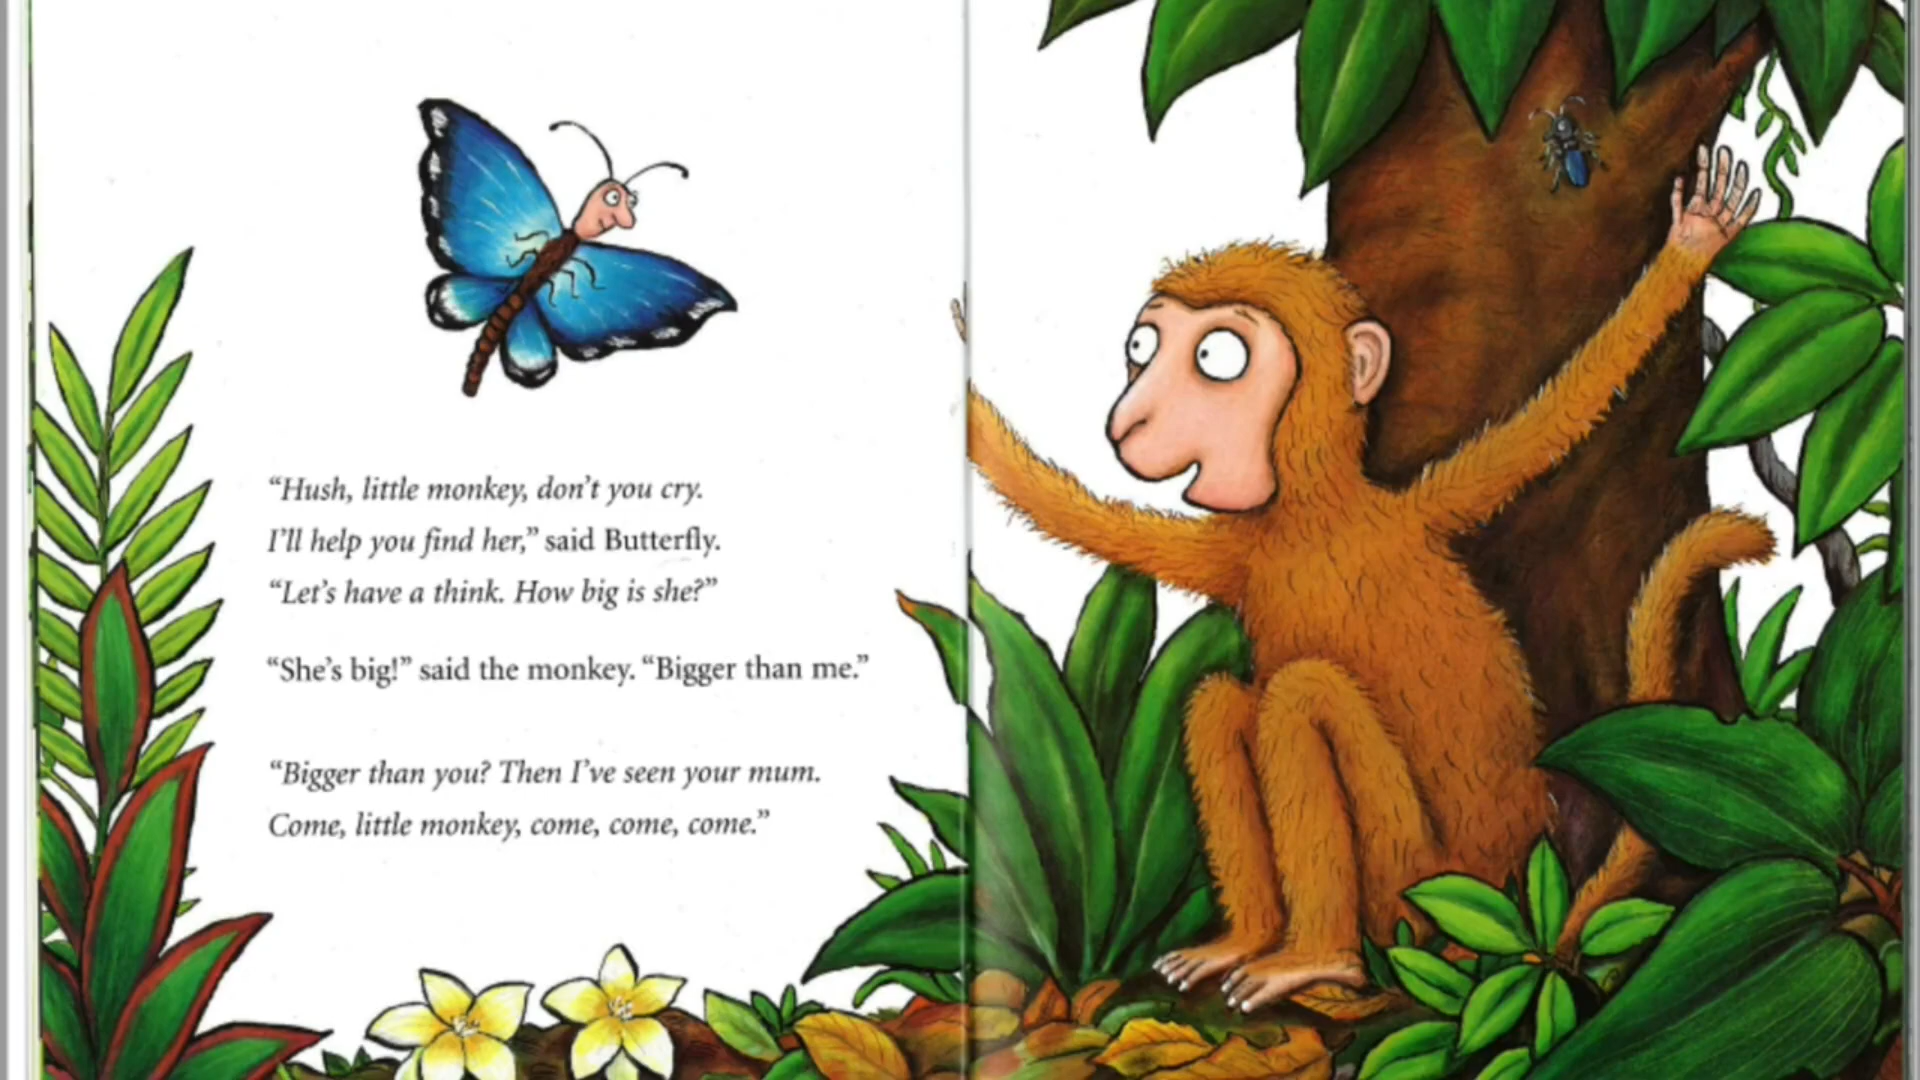 “Hush, little monkey, don’t you cry.
I’ll help you find her,” said Butterfly.
“Let’s have a think. How big is she?”
“She’s big!” said the monkey. “Bigger than me.”
“Bigger than you? Then I’ve seen your mum.
Come, little monkey, come, come, come.”